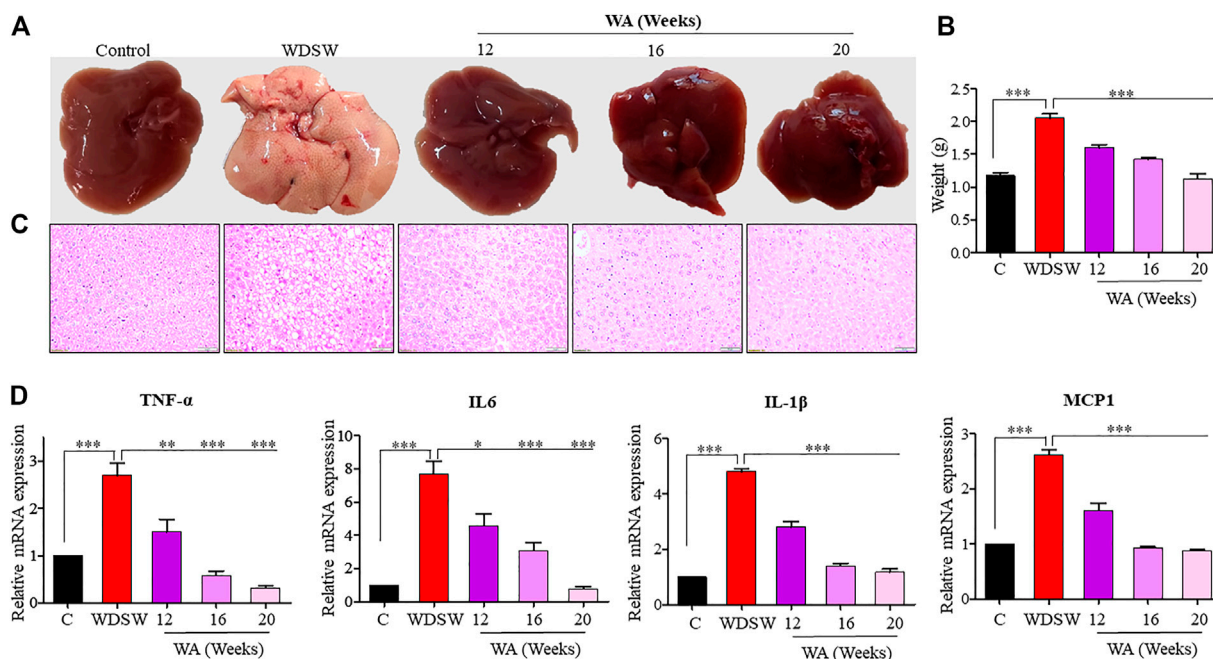 A
WA (Weeks)
Control WDSW 12 16 20
B
*** ***
Weight (g)
2.5
2.0
1.5
1.0
0.5
0.0
C WDSW 12 16 20
WA (Weeks)
C
D
TNF-α
*** ** *** ***
Relative mRNA expression
3
2
1
0
C WDSW 12 16 20
WA (Weeks)
IL6
*** * *** ***
Relative mRNA expression
10
8
6
4
2
0
C WDSW 12 16 20
WA (Weeks)
IL-1β
*** ***
Relative mRNA expression
6
4
2
0
C WDSW 12 16 20
WA (Weeks)
MCP1
*** ***
Relative mRNA expression
3
2
1
0
C WDSW 12 16 20
WA (Weeks)